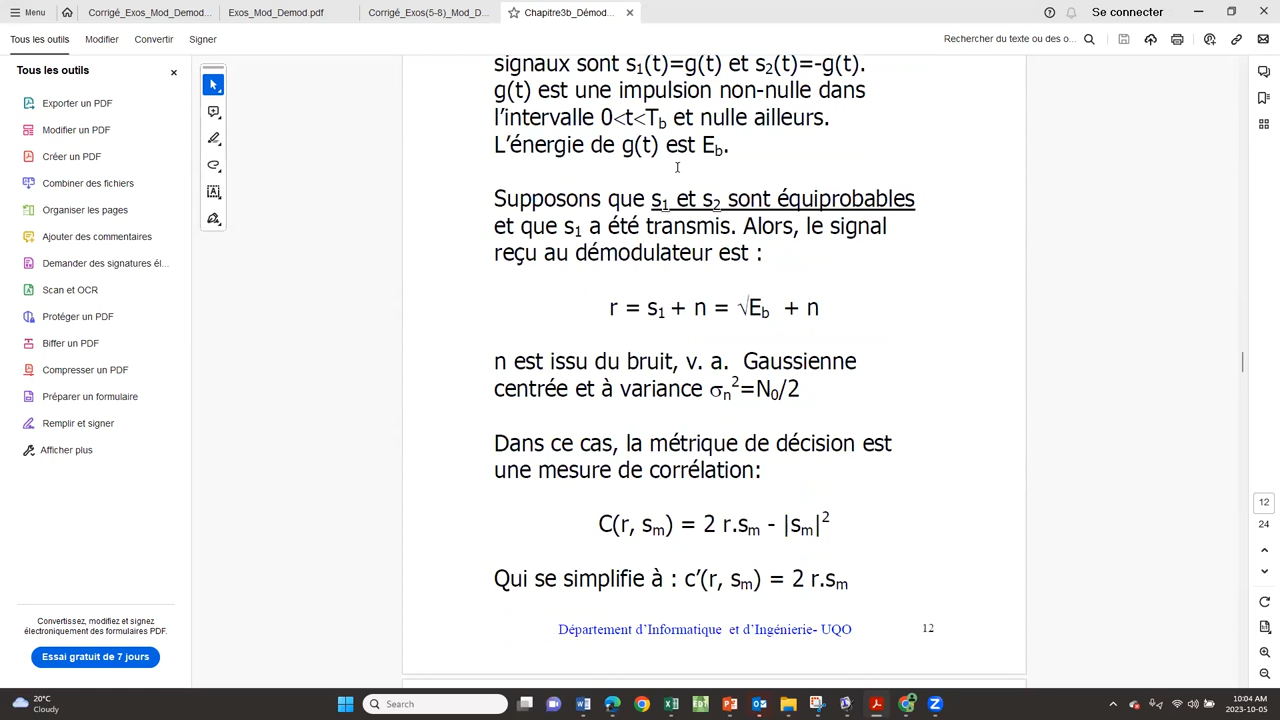 Menu
Corrigé_Exos_Mod_Demod...
Exos_Mod_Demod.pdf
Corrigé_Exos(5-8)_Mod_D...
Chapitre3b_Démod...
Se connecter
Tous les outils
Modifier
Convertir
Signer
Rechercher du texte ou des o...
Tous les outils
Exporter un PDF
Modifier un PDF
Créer un PDF
Combiner des fichiers
Organiser les pages
Ajouter des commentaires
Demander des signatures él...
Scan et OCR
Protéger un PDF
Biffer un PDF
Compresser un PDF
Préparer un formulaire
Remplir et signer
Afficher plus
Convertissez, modifiez et signez
électroniquement des formulaires PDF.
Essai gratuit de 7 jours
signaux sont s₁(t)=g(t) et s₂(t)=-g(t).
g(t) est une impulsion non-nulle dans
l'intervalle 0<t<Tb et nulle ailleurs.
L'énergie de g(t) est Eb.
Supposons que s₁ et s₂ sont équiprobables
et que s₁ a été transmis. Alors, le signal
reçu au démodulateur est :
r = s₁ + n = √Eb + n
n est issu du bruit, v. a. Gaussienne
centrée et à variance σn²=N₀/2
Dans ce cas, la métrique de décision est
une mesure de corrélation:
C(r, sm) = 2 r.sm - |sm|²
Qui se simplifie à : c'(r, sm) = 2 r.sm
Département d'Informatique et d'Ingénierie- UQO
12
12
24
20°C
Cloudy
Search
10:04 AM
2023-10-05